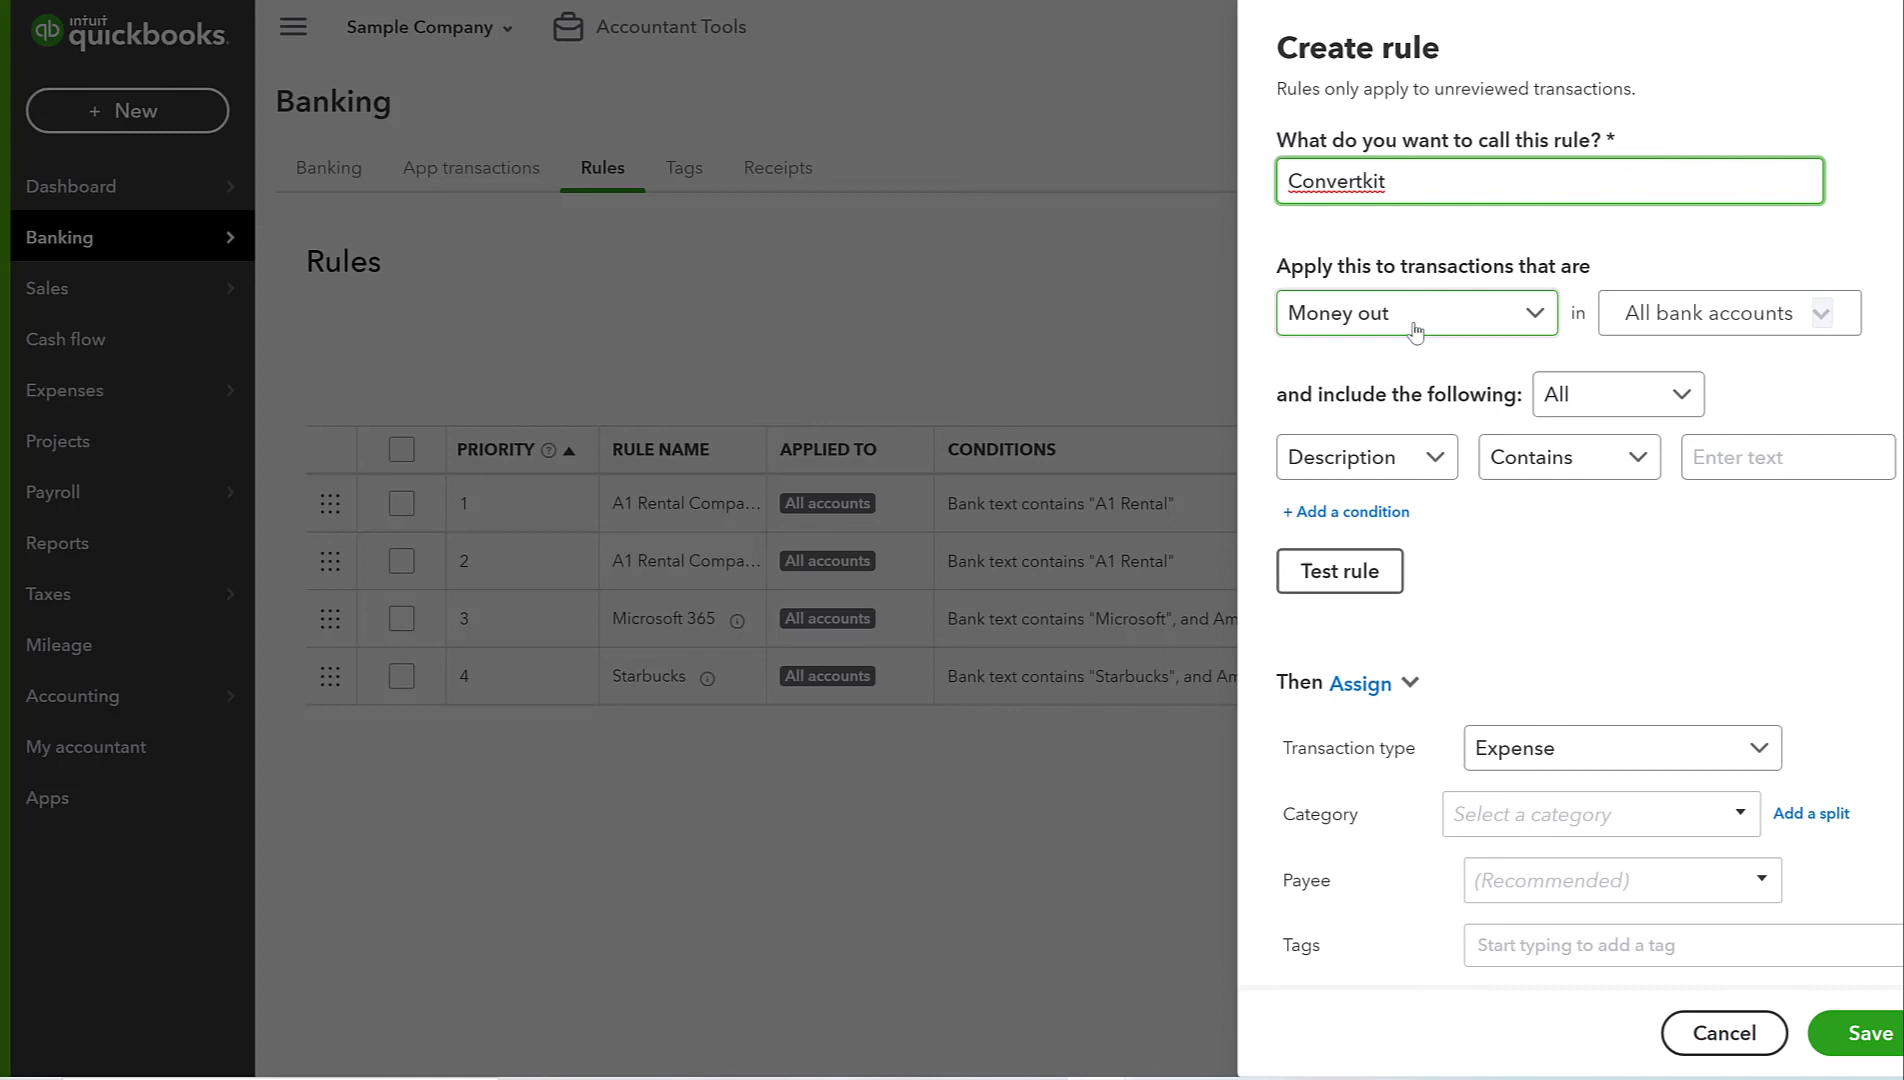 intuit
quickbooks.
Sample Company
Accountant Tools
+ New
Dashboard
Banking
Sales
Cash flow
Expenses
Projects
Payroll
Reports
Taxes
Mileage
Accounting
My accountant
Apps
Banking
Banking App transactions Rules Tags Receipts
Rules
PRIORITY ? RULE NAME APPLIED TO CONDITIONS
1 A1 Rental Compa... All accounts Bank text contains "A1 Rental"
2 A1 Rental Compa... All accounts Bank text contains "A1 Rental"
3 Microsoft 365 All accounts Bank text contains "Microsoft", and Am
4 Starbucks All accounts Bank text contains "Starbucks", and Am
Create rule
Rules only apply to unreviewed transactions.
What do you want to call this rule? *
Convertkit
Apply this to transactions that are
Money out in All bank accounts
and include the following: All
Description Contains Enter text
+ Add a condition
Test rule
Then Assign
Transaction type Expense
Category Select a category Add a split
Payee (Recommended)
Tags Start typing to add a tag
Cancel Save